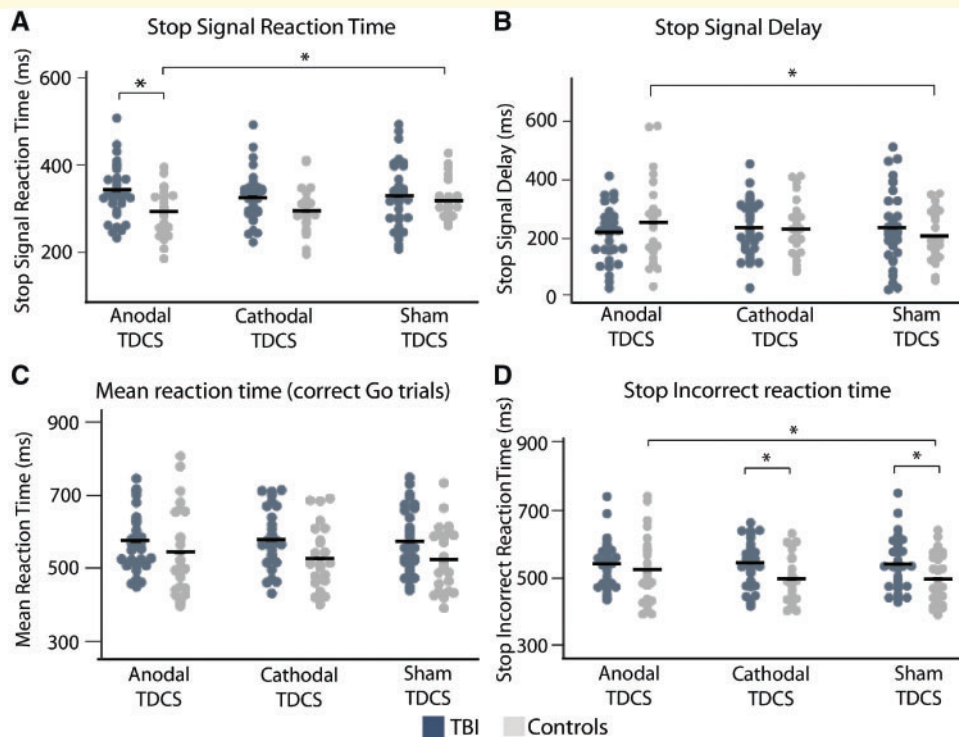 A
Stop Signal Reaction Time
Stop Signal Reaction Time (ms)
600
400
200
*
*
Anodal
TDCS
Cathodal
TDCS
Sham
TDCS
B
Stop Signal Delay
Stop Signal Delay (ms)
600
400
200
0
*
Anodal
TDCS
Cathodal
TDCS
Sham
TDCS
C
Mean reaction time (correct Go trials)
Mean Reaction Time (ms)
900
700
500
300
Anodal
TDCS
Cathodal
TDCS
Sham
TDCS
D
Stop Incorrect reaction time
Stop Incorrect ReactionTime (ms)
900
700
500
300
*
*
*
Anodal
TDCS
Cathodal
TDCS
Sham
TDCS
TBI
Controls